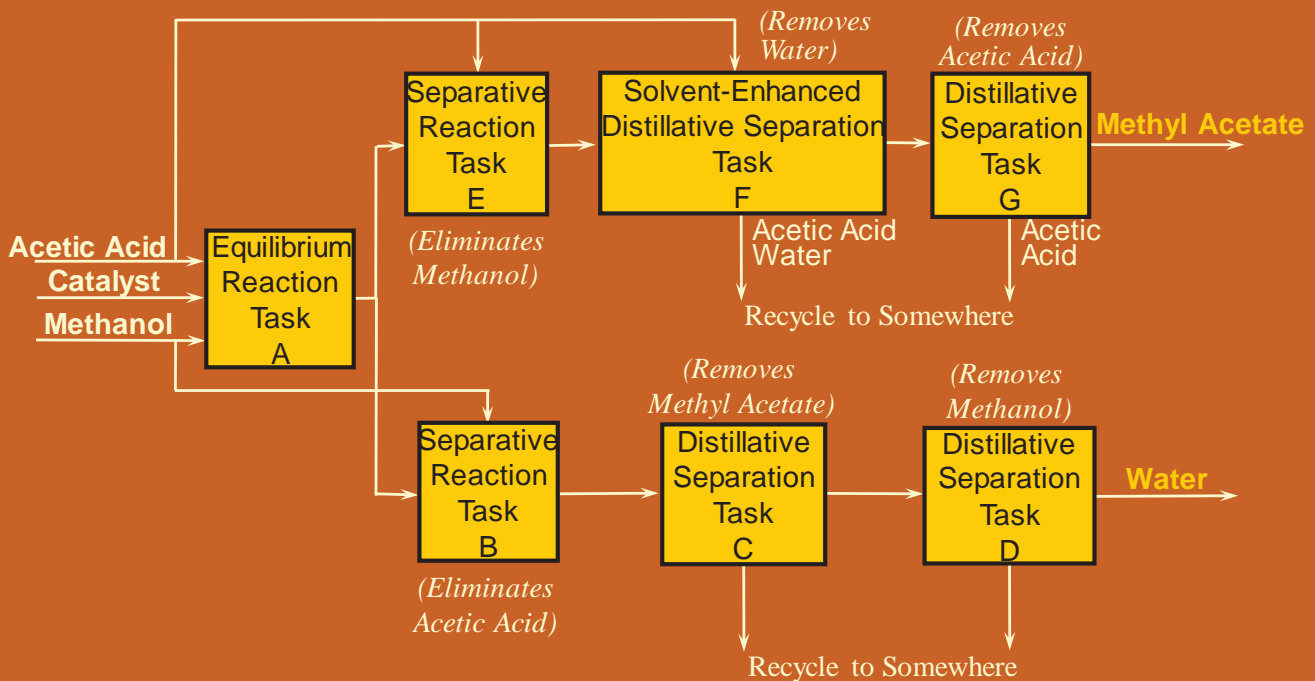 (Removes
Water)
(Removes
Acetic Acid)
Separative
Reaction
Task
E
Solvent-Enhanced
Distillative Separation
Task
F
Distillative
Separation
Task
G
Methyl Acetate
(Eliminates
Methanol)
Acetic Acid
Water
Acetic
Acid
Recycle to Somewhere
Acetic Acid
Catalyst
Methanol
Equilibrium
Reaction
Task
A
(Removes
Methyl Acetate)
(Removes
Methanol)
Separative
Reaction
Task
B
Distillative
Separation
Task
C
Distillative
Separation
Task
D
Water
(Eliminates
Acetic Acid)
Recycle to Somewhere